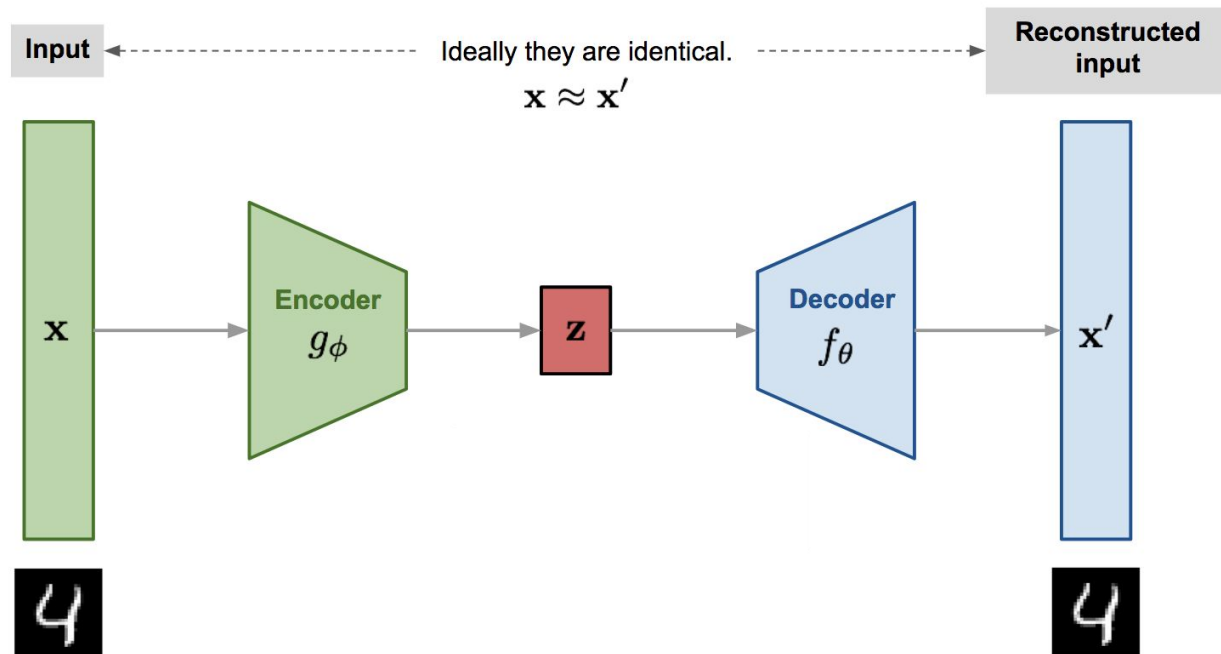 Input
Ideally they are identical.
x ≈ x′
Reconstructed
input
x
Encoder
gϕ
z
Decoder
fθ
x′
4
4